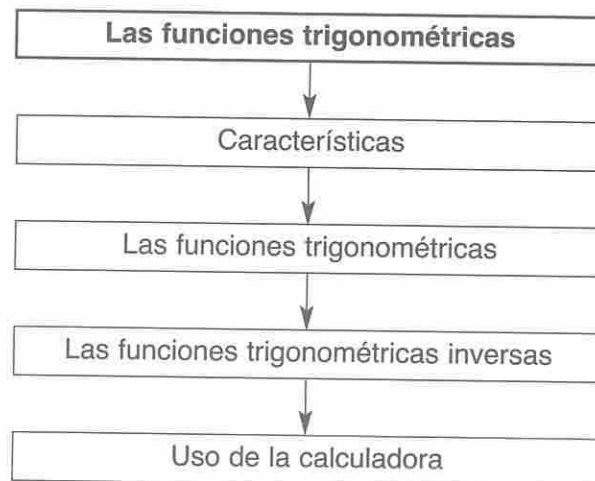 Las funciones trigonométricas
Características
Las funciones trigonométricas
Las funciones trigonométricas inversas
Uso de la calculadora